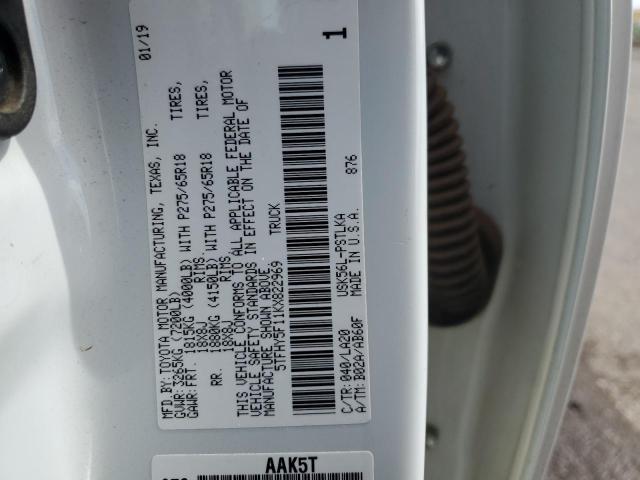 MFD.BY:TOYOTA MOTOR MANUFACTURING, TEXAS, INC. 01/19
GVWR: 3265KG (7200LB)
GAWR: FRT. 1815KG (4000LB) WITH P275/65R18 TIRES,
18X8J RIMS.
RR. 1880KG (4150LB) WITH P275/65R18 TIRES,
18X8J RIMS
THIS VEHICLE CONFORMS TO ALL APPLICABLE FEDERAL MOTOR
VEHICLE SAFETY STANDARDS IN EFFECT ON THE DATE OF
MANUFACTURE SHOWN ABOVE.
5TFHY5F11KX822969 TRUCK
1
C/TR: 040/LA20 USK56L-PSTLKA 876
A/TM: B02A/AB60F MADE IN U.S.A.
AAK5T